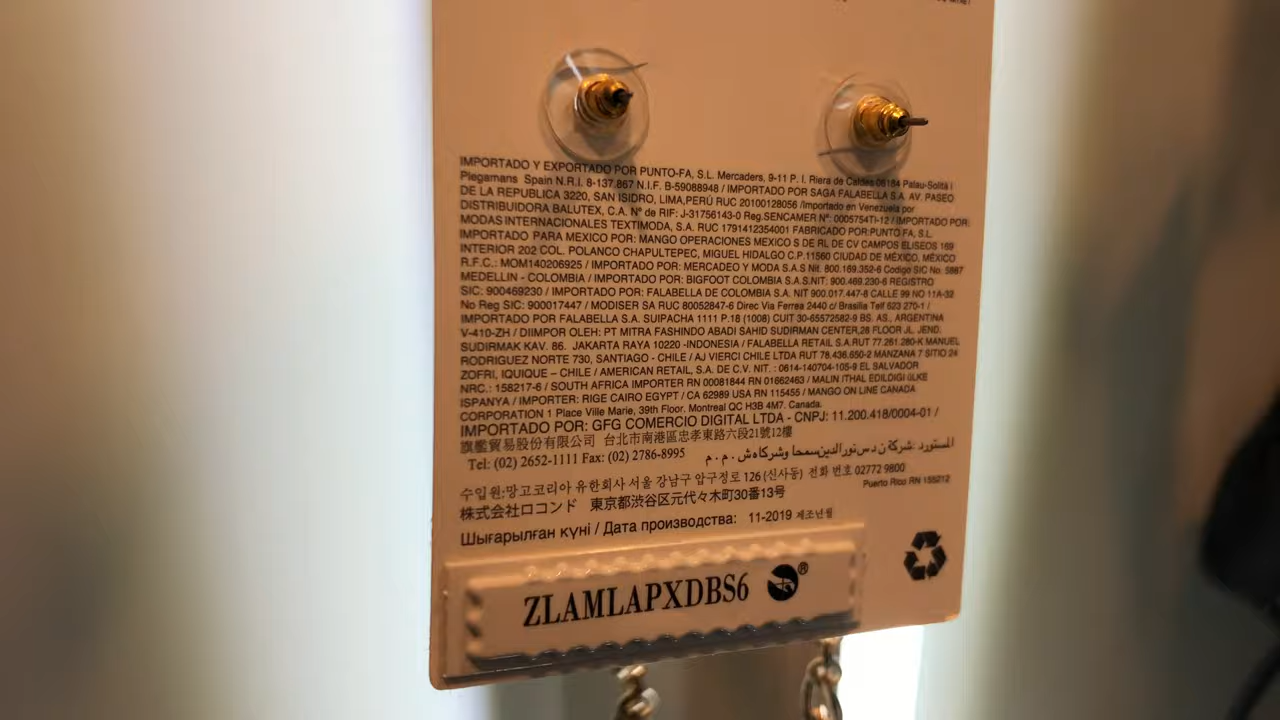 IMPORTADO Y EXPORTADO POR PUNTO-FA, S.L. Mercaders, 9-11 P. I. Riera de Caldes 08184 Palau-Solità i
Plegamans Spain N.R.I. 8-137.867 N.I.F. B-59088948 / IMPORTADO POR SAGA FALABELLA S.A. AV. PASEO
DE LA REPUBLICA 3220, SAN ISIDRO, LIMA,PERÚ RUC 20100128056 /Importado en Venezuela por
DISTRIBUIDORA BALUTEX, C.A. Nº de RIF: J-31756143-0 Reg.SENCAMER Nº: 0005754TI-12 / IMPORTADO POR:
MODAS INTERNACIONALES TEXTIMODA, S.A. RUC 1791412354001 FABRICADO POR:PUNTO FA, S.L.
IMPORTADO PARA MEXICO POR: MANGO OPERACIONES MEXICO S DE RL DE CV CAMPOS ELISEOS 169
INTERIOR 202 COL. POLANCO CHAPULTEPEC, MIGUEL HIDALGO C.P.11560 CIUDAD DE MÉXICO, MÉXICO
R.F.C.: MOM140206925 / IMPORTADO POR: MERCADEO Y MODA S.A.S Nit. 800.169.352-6 Codigo SIC No. 5887
MEDELLIN - COLOMBIA / IMPORTADO POR: BIGFOOT COLOMBIA S.A.S.NIT: 900.469.230-6 REGISTRO
SIC: 900469230 / IMPORTADO POR: FALABELLA DE COLOMBIA S.A. NIT 900.017.447-8 CALLE 99 NO 11A-32
No Reg SIC: 900017447 / MODISER SA RUC 80052847-6 Direc Via Ferrea 2440 c/ Brasilia Telf 623 270-1 /
IMPORTADO POR FALABELLA S.A. SUIPACHA 1111 P.18 (1008) CUIT 30-65572582-9 BS. AS., ARGENTINA
V-410-ZH / DIIMPOR OLEH: PT MITRA FASHINDO ABADI SAHID SUDIRMAN CENTER,28 FLOOR JL. JEND.
SUDIRMAK KAV. 86. JAKARTA RAYA 10220 -INDONESIA / FALABELLA RETAIL S.A.RUT 77.261.280-K MANUEL
RODRIGUEZ NORTE 730, SANTIAGO - CHILE / AJ VIERCI CHILE LTDA RUT 78.436.650-2 MANZANA 7 SITIO 24
ZOFRI, IQUIQUE – CHILE / AMERICAN RETAIL, S.A. DE C.V. NIT. : 0614-140704-105-9 EL SALVADOR
NRC.: 158217-6 / SOUTH AFRICA IMPORTER RN 00081844 RN 01662463 / MALIN ITHAL EDILDIGI üLKE
ISPANYA / IMPORTER: RIGE CAIRO EGYPT / CA 62989 USA RN 115455 / MANGO ON LINE CANADA
CORPORATION 1 Place Ville Marie, 39th Floor. Montreal QC H3B 4M7. Canada.
IMPORTADO POR: GFG COMERCIO DIGITAL LTDA - CNPJ: 11.200.418/0004-01 /
旗艦貿易股份有限公司 台北市南港區忠孝東路六段21號12樓
Tel: (02) 2652-1111 Fax: (02) 2786-8995 المستورد :شركة ن د س نورالدين سمحا وشركاه ش . م . م
수입원:망고코리아 유한회사 서울 강남구 압구정로 126 (신사동) 전화 번호 02772 9800
Puerto Rico RN 155212
株式会社ロコンド 東京都渋谷区元代々木町30番13号
Шығарылған күні / Дата производства: 11-2019 제조년월
ZLAMLAPXDBS6 ®